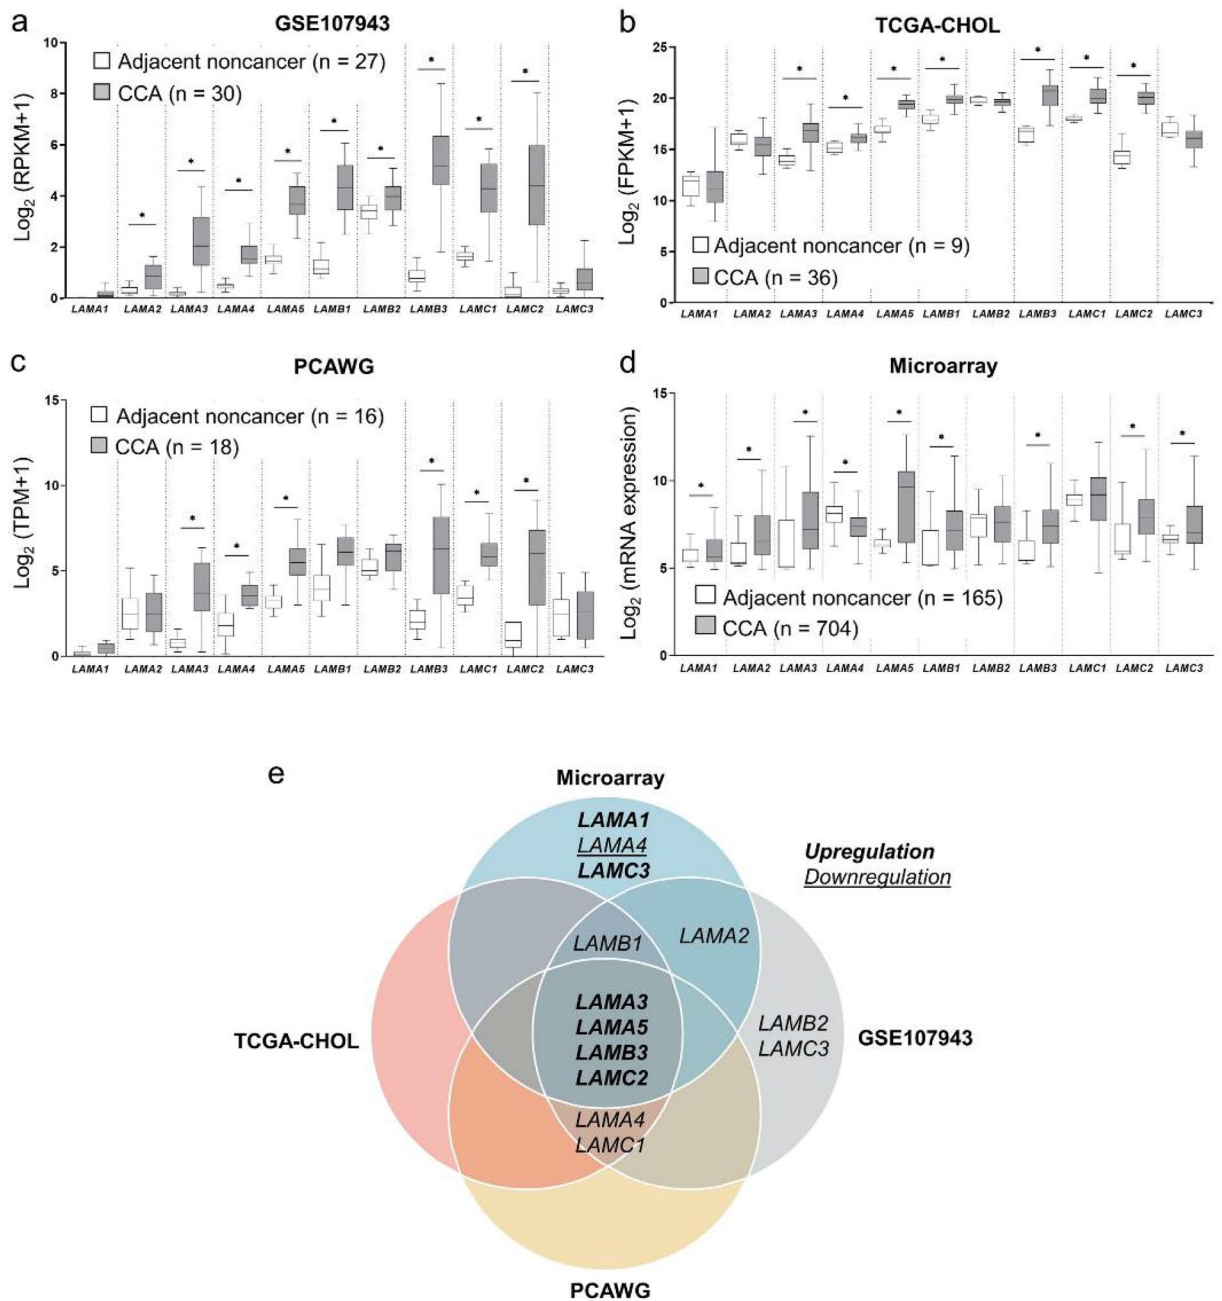 a
GSE107943
Log2 (RPKM+1)
10
8
6
4
2
0
Adjacent noncancer (n = 27)
CCA (n = 30)
* * * * * * * * *
LAMA1 LAMA2 LAMA3 LAMA4 LAMA5 LAMB1 LAMB2 LAMB3 LAMC1 LAMC2 LAMC3
b
TCGA-CHOL
Log2 (FPKM+1)
25
20
15
10
5
0
* * * * * * *
Adjacent noncancer (n = 9)
CCA (n = 36)
LAMA1 LAMA2 LAMA3 LAMA4 LAMA5 LAMB1 LAMB2 LAMB3 LAMC1 LAMC2 LAMC3
c
PCAWG
Log2 (TPM+1)
15
10
5
0
Adjacent noncancer (n = 16)
CCA (n = 18)
* * * * * *
LAMA1 LAMA2 LAMA3 LAMA4 LAMA5 LAMB1 LAMB2 LAMB3 LAMC1 LAMC2 LAMC3
d
Microarray
Log2 (mRNA expression)
15
10
5
0
* * * * * * * * *
Adjacent noncancer (n = 165)
CCA (n = 704)
LAMA1 LAMA2 LAMA3 LAMA4 LAMA5 LAMB1 LAMB2 LAMB3 LAMC1 LAMC2 LAMC3
e
Microarray
LAMA1
LAMA4
LAMC3
Upregulation
Downregulation
LAMB1
LAMA2
LAMA3
LAMA5
LAMB3
LAMC2
TCGA-CHOL
LAMB2
LAMC3
GSE107943
LAMA4
LAMC1
PCAWG